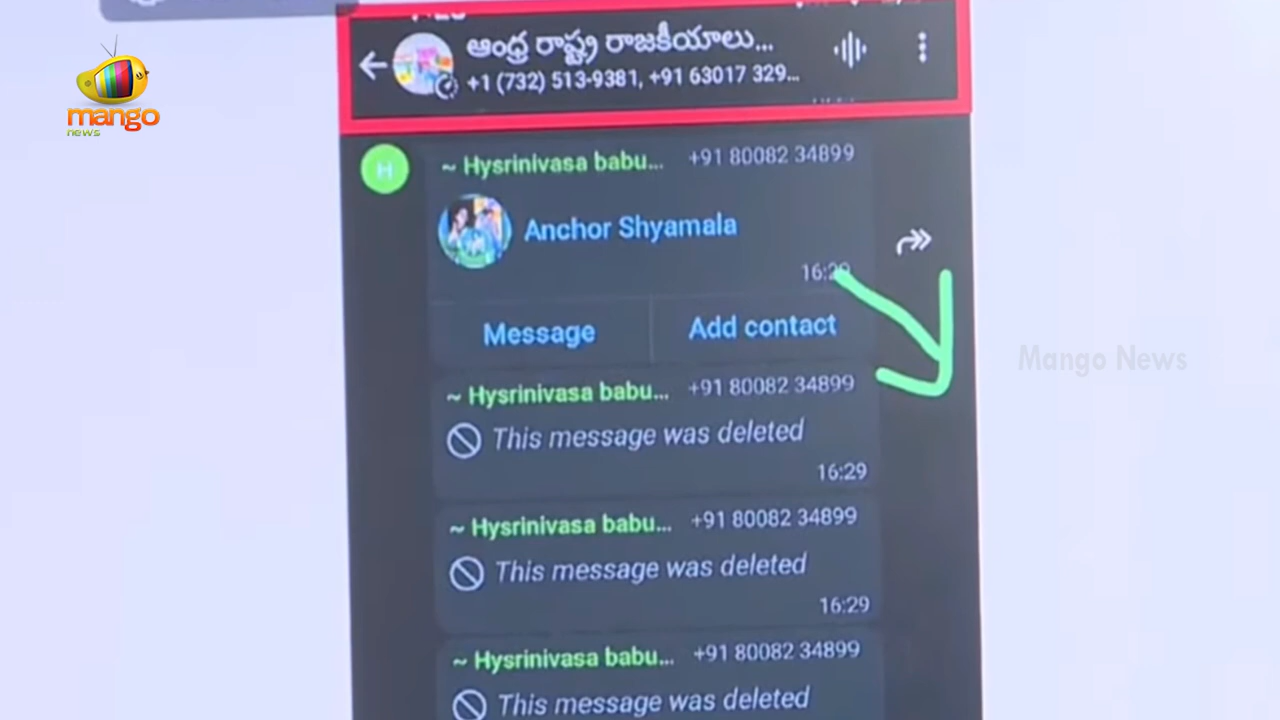 mango
news
ఆంధ్ర రాష్ట్ర రాజకీయాలు...
+1 (732) 513-9381, +91 63017 329...
H
~ Hysrinivasa babu... +91 80082 34899
Anchor Shyamala
16:29
Message Add contact
Mango News
~ Hysrinivasa babu... +91 80082 34899
This message was deleted
16:29
~ Hysrinivasa babu... +91 80082 34899
This message was deleted
16:29
~ Hysrinivasa babu... +91 80082 34899
This message was deleted